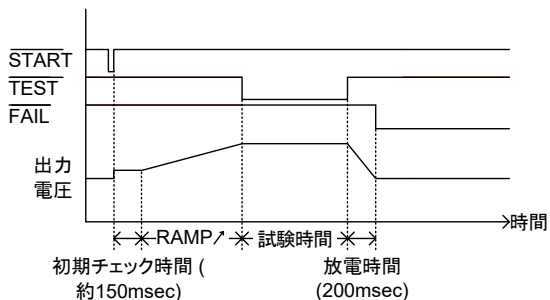 START
TEST
FAIL
出力
電圧
時間
RAMP↗ 試験時間
初期チェック時間 (
約150msec)
放電時間
(200msec)